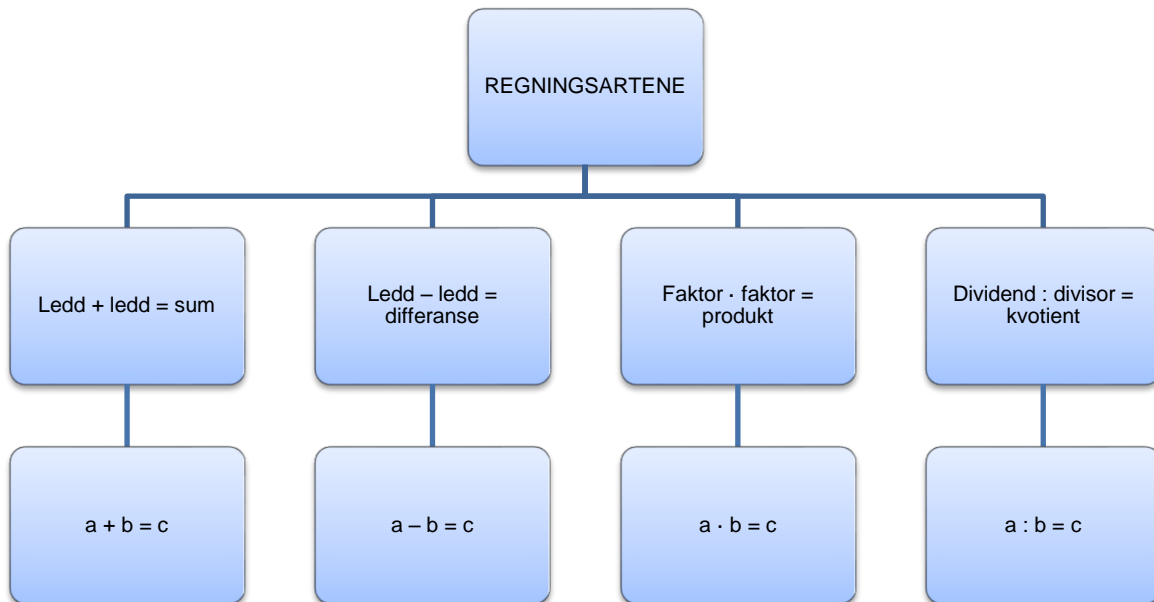 REGNINGSARTENE
Ledd + ledd = sum
Ledd – ledd =
differanse
Faktor · faktor =
produkt
Dividend : divisor =
kvotient
a + b = c
a – b = c
a · b = c
a : b = c